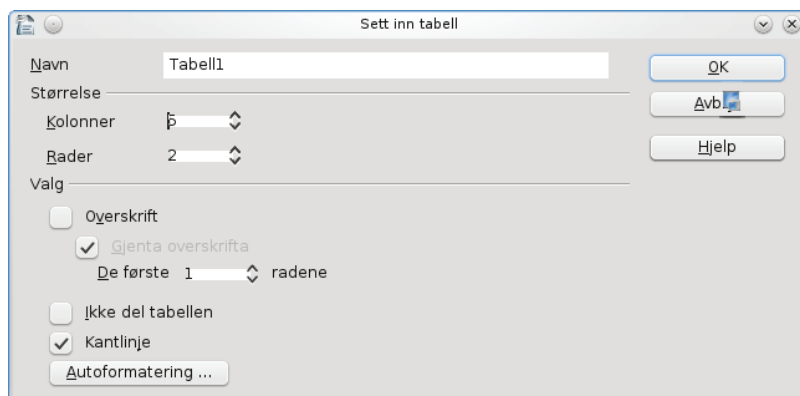 Sett inn tabell
Navn
Tabell1
OK
Størrelse
Kolonner
Rader
2
Hjelp
Valg
Overskrift
Gjenta overskrifta
De første 1 radene
Ikke del tabellen
Kantlinje
Autoformatering ...